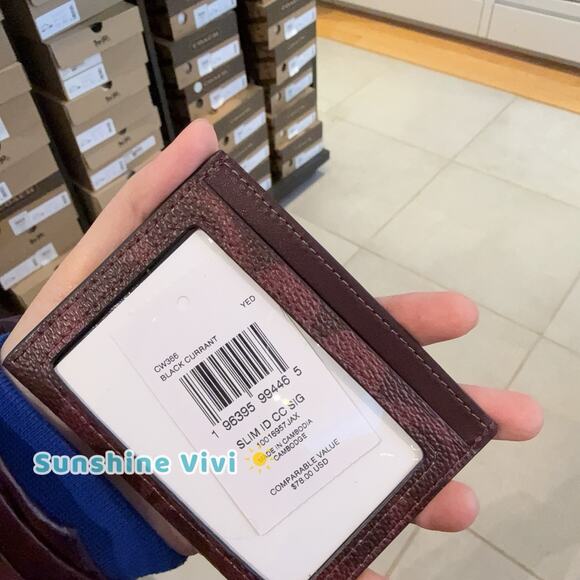 COACH
YED
CW366
BLACK CURRANT
1 96395 99446 5
SLIM ID CC SIG
10016957JAX
MADE IN CAMBODIA
CAMBODGE
COMPARABLE VALUE
$78.00 USD
Sunshine Vivi